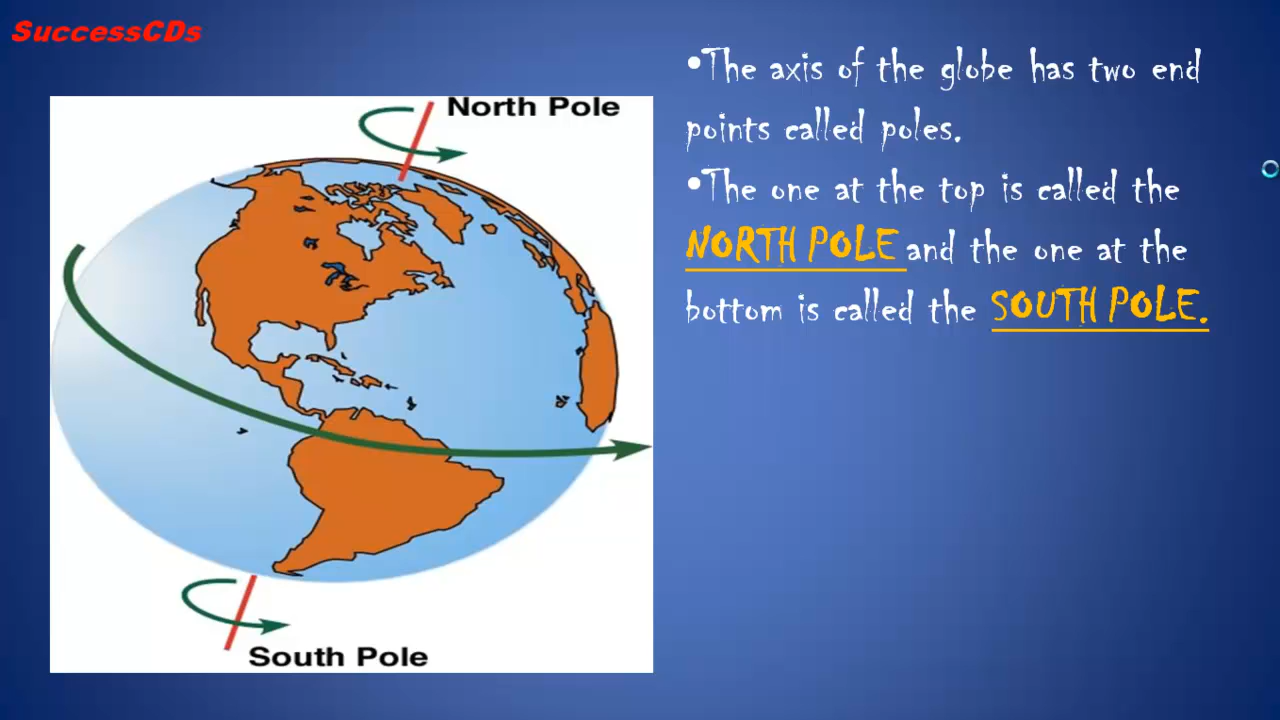 SuccessCDs
North Pole
South Pole
•The axis of the globe has two end
points called poles.
•The one at the top is called the
NORTH POLE and the one at the
bottom is called the SOUTH POLE.